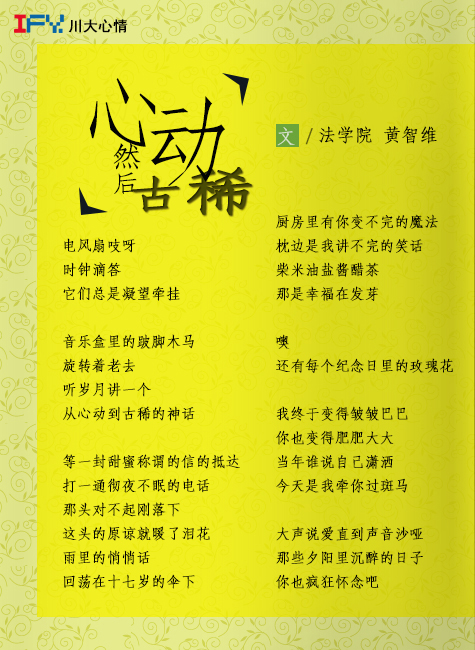 IFY. 川大心情
心动
然后
古稀
文 / 法学院 黄智维
电风扇吱呀
时钟滴答
它们总是凝望牵挂
音乐盒里的跛脚木马
旋转着老去
听岁月讲一个
从心动到古稀的神话
等一封甜蜜称谓的信的抵达
打一通彻夜不眠的电话
那头对不起刚落下
这头的原谅就暖了泪花
雨里的悄悄话
回荡在十七岁的伞下
厨房里有你变不完的魔法
枕边是我讲不完的笑话
柴米油盐酱醋茶
那是幸福在发芽
噢
还有每个纪念日里的玫瑰花
我终于变得皱皱巴巴
你也变得肥肥大大
当年谁说自己潇洒
今天是我牵你过斑马
大声说爱直到声音沙哑
那些夕阳里沉醉的日子
你也疯狂怀念吧